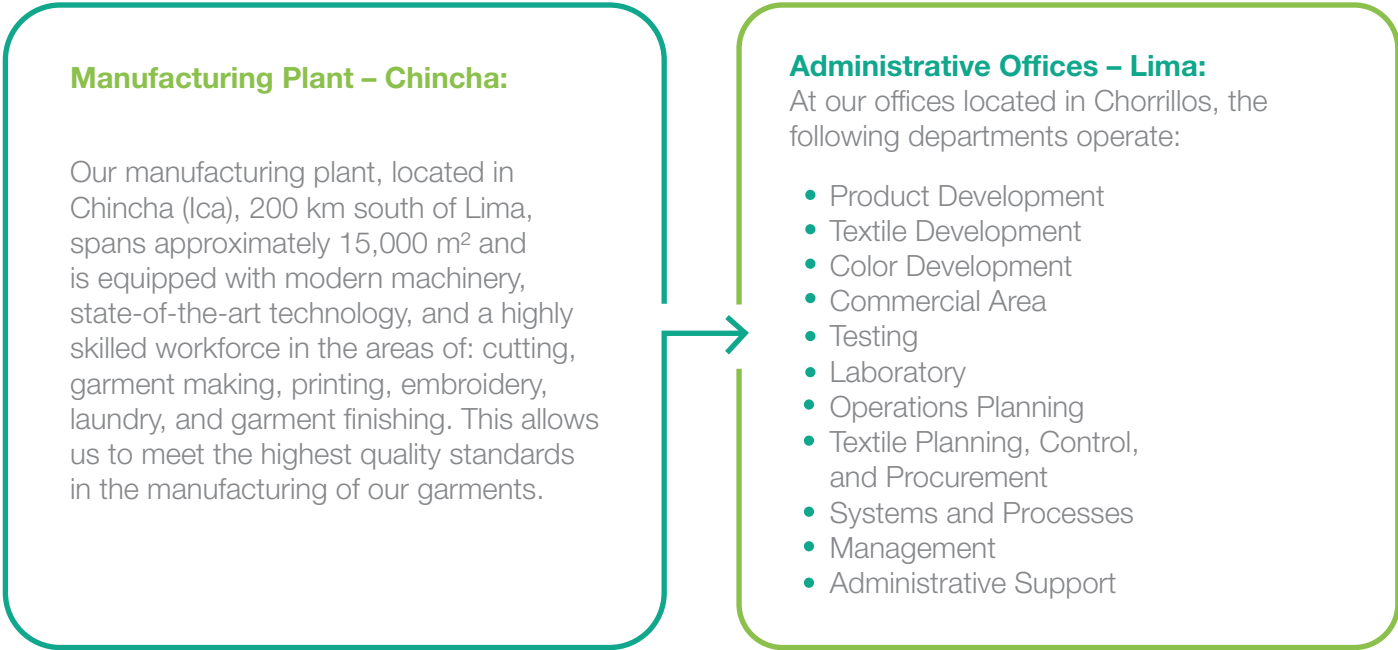 Manufacturing Plant – Chincha:
Our manufacturing plant, located in
Chincha (Ica), 200 km south of Lima,
spans approximately 15,000 m² and
is equipped with modern machinery,
state-of-the-art technology, and a highly
skilled workforce in the areas of: cutting,
garment making, printing, embroidery,
laundry, and garment finishing. This allows
us to meet the highest quality standards
in the manufacturing of our garments.
Administrative Offices – Lima:
At our offices located in Chorrillos, the
following departments operate:
• Product Development
• Textile Development
• Color Development
• Commercial Area
• Testing
• Laboratory
• Operations Planning
• Textile Planning, Control,
and Procurement
• Systems and Processes
• Management
• Administrative Support